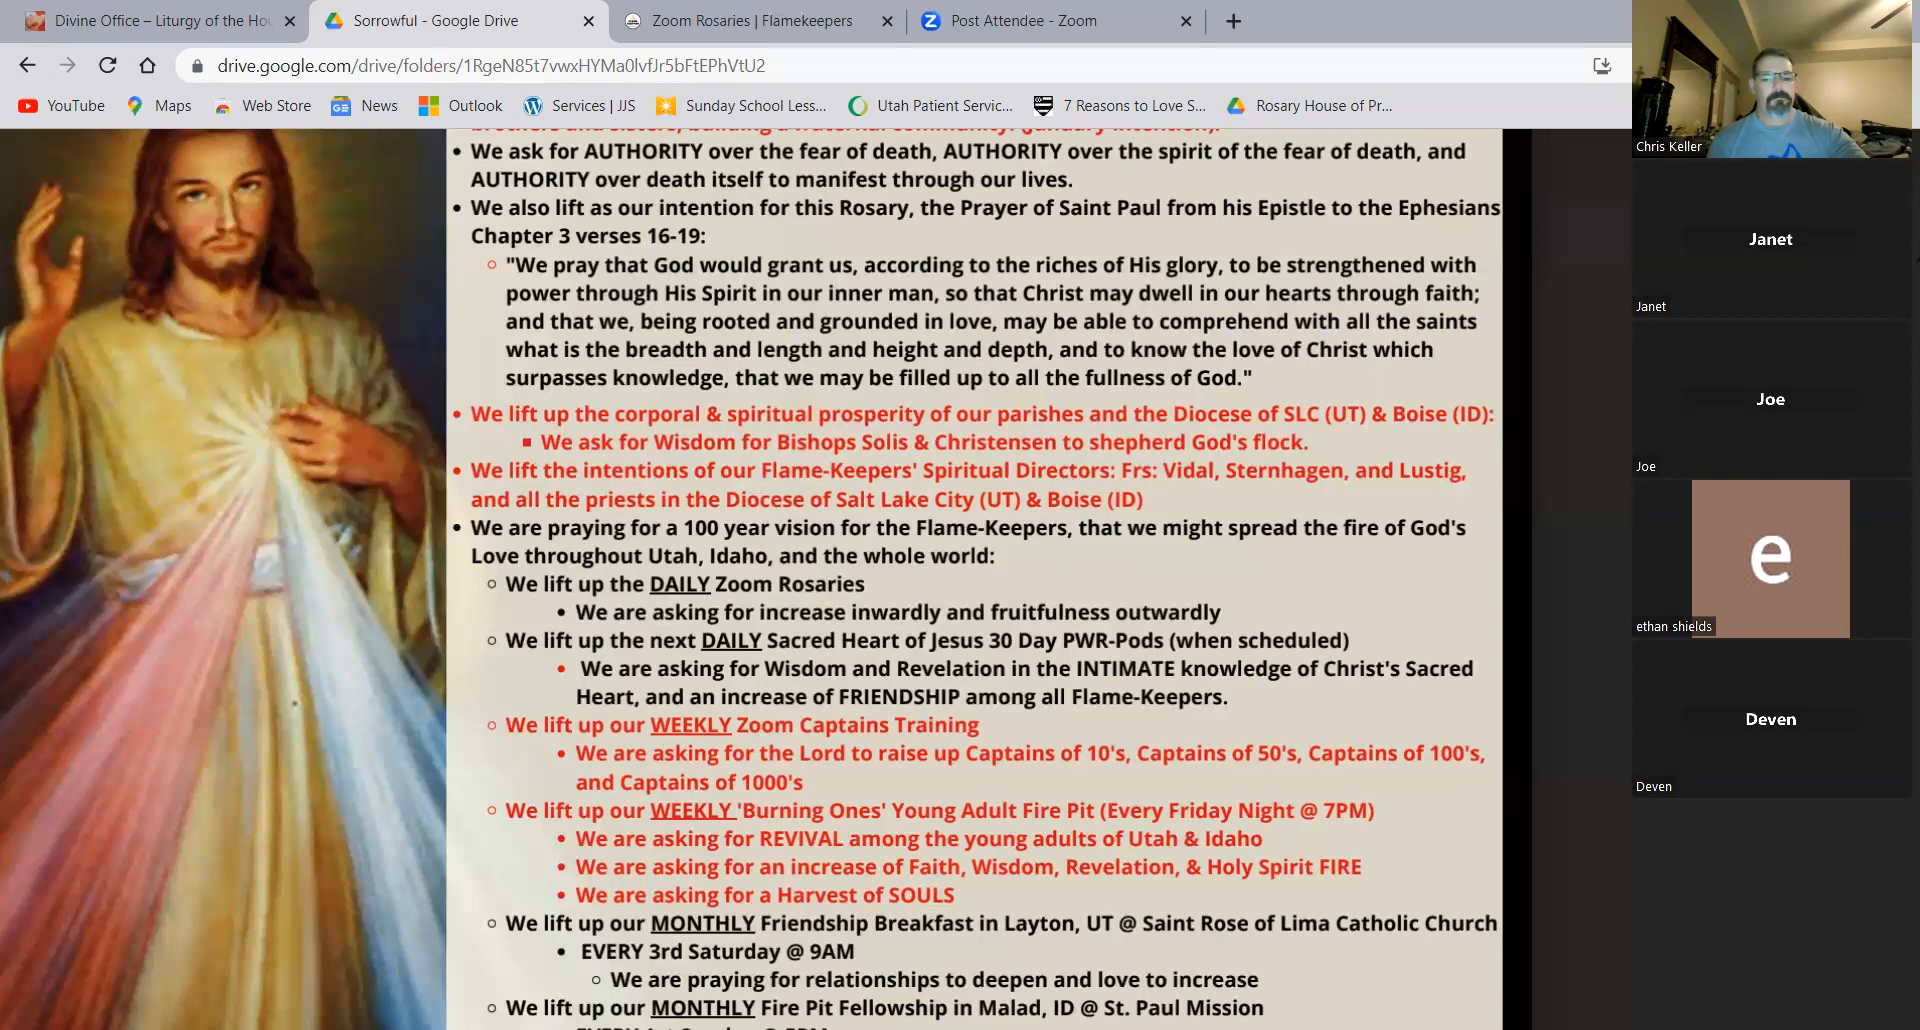 Divine Office – Liturgy of the Hou
Sorrowful - Google Drive
Zoom Rosaries | Flamekeepers
Post Attendee - Zoom
drive.google.com/drive/folders/1RgeN85t7vwxHYMa0lvfJr5bFtEPhVtU2
YouTube
Maps
Web Store
News
Outlook
Services | JJS
Sunday School Less...
Utah Patient Servic...
7 Reasons to Love S...
Rosary House of Pr...
brothers and sisters, building a fraternal community. (January Intention).
• We ask for AUTHORITY over the fear of death, AUTHORITY over the spirit of the fear of death, and
AUTHORITY over death itself to manifest through our lives.
• We also lift as our intention for this Rosary, the Prayer of Saint Paul from his Epistle to the Ephesians
Chapter 3 verses 16-19:
"We pray that God would grant us, according to the riches of His glory, to be strengthened with
power through His Spirit in our inner man, so that Christ may dwell in our hearts through faith;
and that we, being rooted and grounded in love, may be able to comprehend with all the saints
what is the breadth and length and height and depth, and to know the love of Christ which
surpasses knowledge, that we may be filled up to all the fullness of God."
• We lift up the corporal & spiritual prosperity of our parishes and the Diocese of SLC (UT) & Boise (ID):
▪ We ask for Wisdom for Bishops Solis & Christensen to shepherd God's flock.
• We lift the intentions of our Flame-Keepers' Spiritual Directors: Frs: Vidal, Sternhagen, and Lustig,
and all the priests in the Diocese of Salt Lake City (UT) & Boise (ID)
• We are praying for a 100 year vision for the Flame-Keepers, that we might spread the fire of God's
Love throughout Utah, Idaho, and the whole world:
We lift up the DAILY Zoom Rosaries
• We are asking for increase inwardly and fruitfulness outwardly
We lift up the next DAILY Sacred Heart of Jesus 30 Day PWR-Pods (when scheduled)
• We are asking for Wisdom and Revelation in the INTIMATE knowledge of Christ's Sacred
Heart, and an increase of FRIENDSHIP among all Flame-Keepers.
We lift up our WEEKLY Zoom Captains Training
• We are asking for the Lord to raise up Captains of 10's, Captains of 50's, Captains of 100's,
and Captains of 1000's
We lift up our WEEKLY 'Burning Ones' Young Adult Fire Pit (Every Friday Night @ 7PM)
• We are asking for REVIVAL among the young adults of Utah & Idaho
• We are asking for an increase of Faith, Wisdom, Revelation, & Holy Spirit FIRE
• We are asking for a Harvest of SOULS
We lift up our MONTHLY Friendship Breakfast in Layton, UT @ Saint Rose of Lima Catholic Church
• EVERY 3rd Saturday @ 9AM
We are praying for relationships to deepen and love to increase
We lift up our MONTHLY Fire Pit Fellowship in Malad, ID @ St. Paul Mission
Chris Keller
Janet
Janet
Joe
Joe
e
ethan shields
Deven
Deven